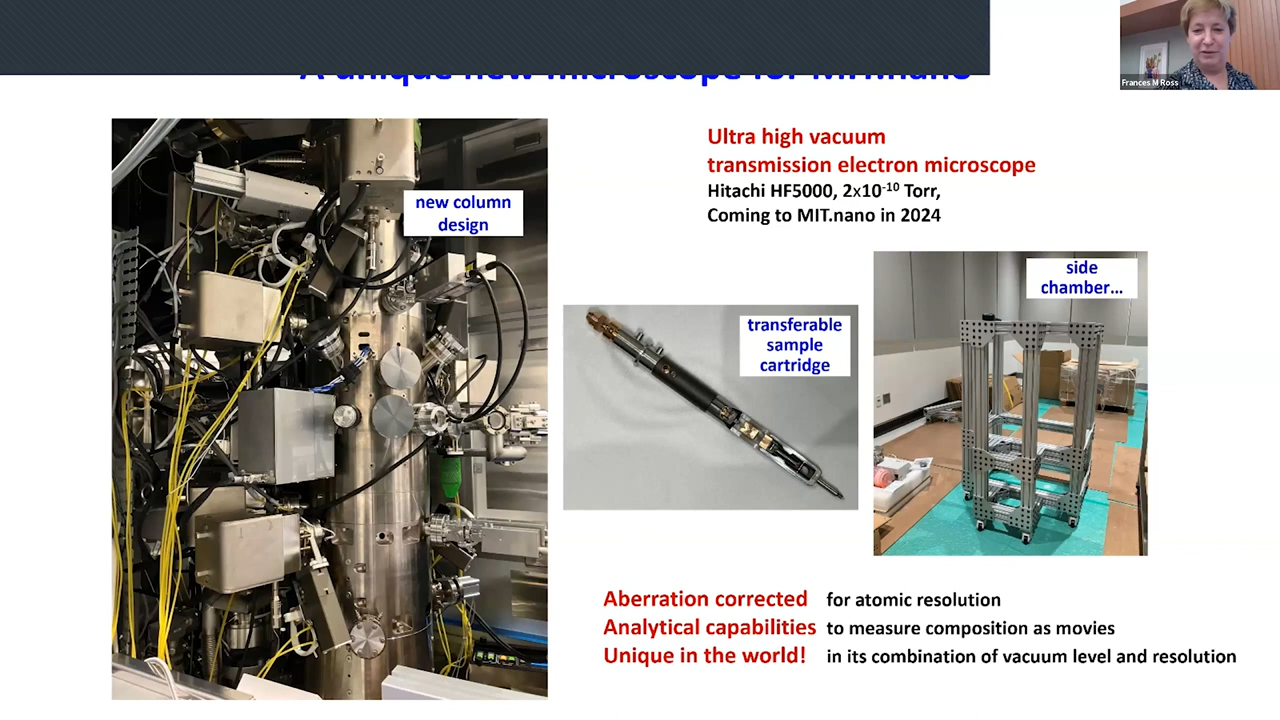 A unique new microscope for MIT.nano
Frances M Ross
Ultra high vacuum
transmission electron microscope
Hitachi HF5000, 2x10⁻¹⁰ Torr,
Coming to MIT.nano in 2024
new column
design
transferable
sample
cartridge
side
chamber…
Aberration corrected for atomic resolution
Analytical capabilities to measure composition as movies
Unique in the world! in its combination of vacuum level and resolution